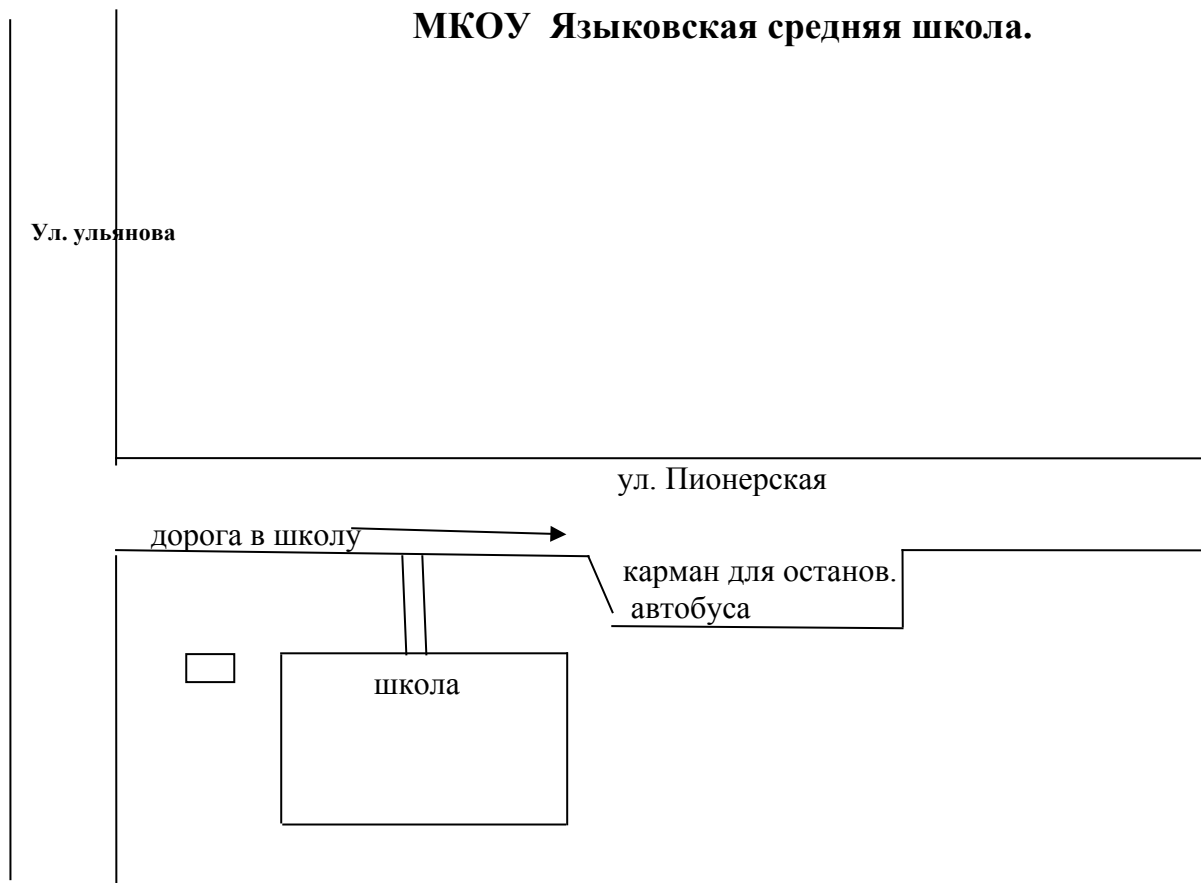 МКОУ Языковская средняя школа.
Ул. ульянова
ул. Пионерская
дорога в школу
карман для останов.
автобуса
школа